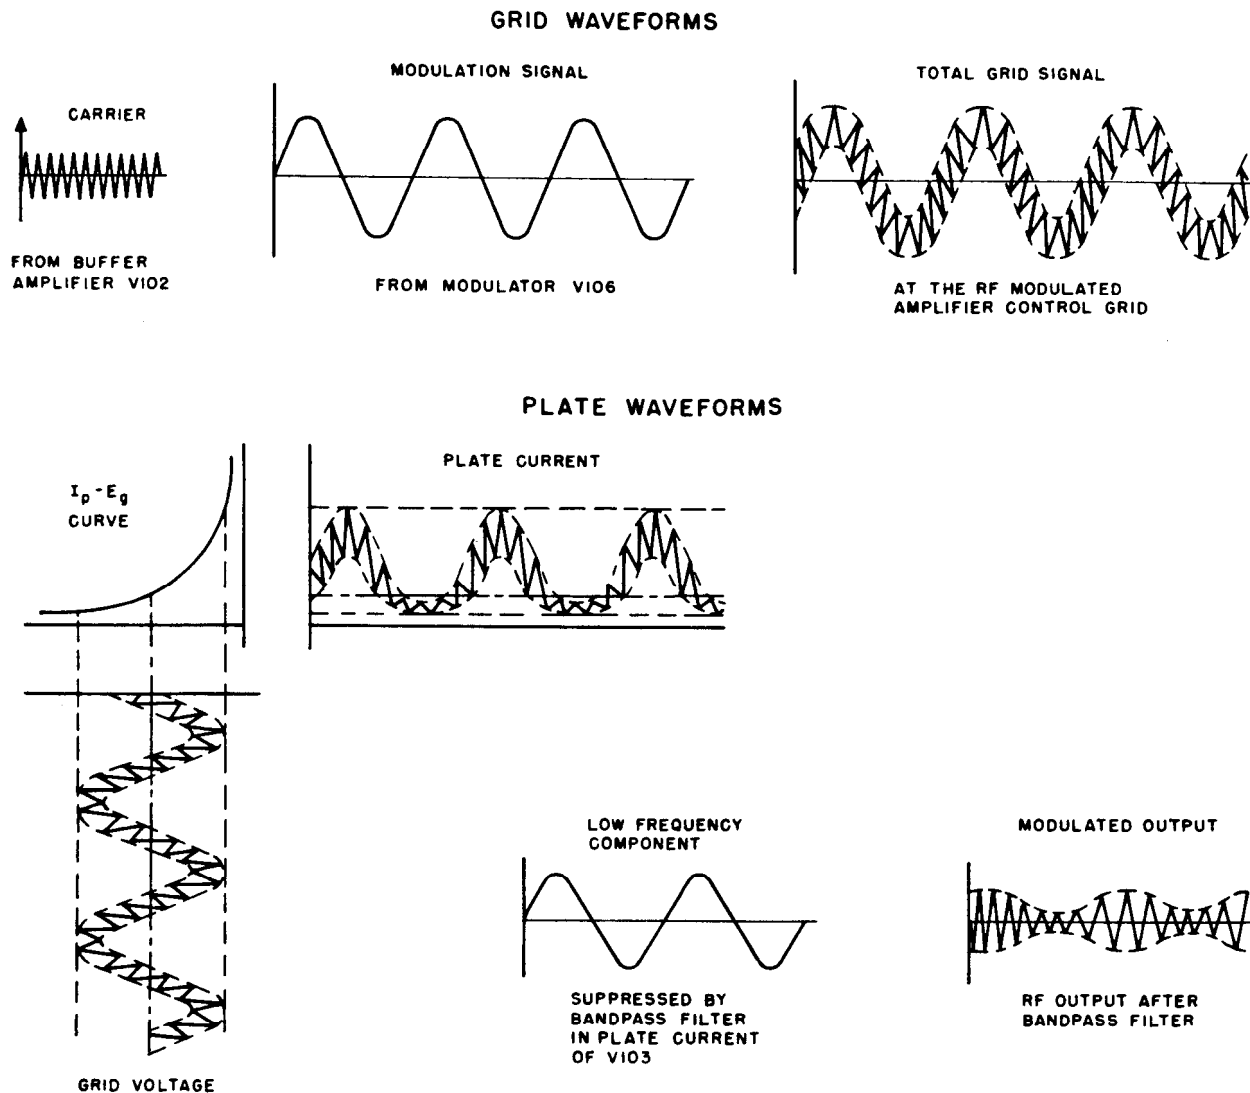 GRID WAVEFORMS
MODULATION SIGNAL
TOTAL GRID SIGNAL
CARRIER
FROM BUFFER
AMPLIFIER V102
FROM MODULATOR V106
AT THE RF MODULATED
AMPLIFIER CONTROL GRID
PLATE WAVEFORMS
PLATE CURRENT
Ip-Eg
CURVE
LOW FREQUENCY
COMPONENT
MODULATED OUTPUT
SUPPRESSED BY
BANDPASS FILTER
IN PLATE CURRENT
OF V103
RF OUTPUT AFTER
BANDPASS FILTER
GRID VOLTAGE